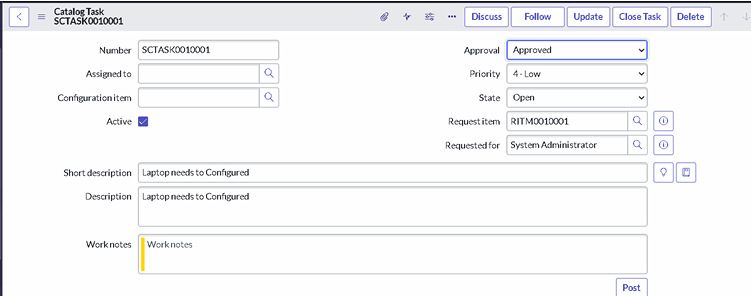 Catalog Task
SCTASK0010001
Discuss
Follow
Update
Close Task
Delete
Number SCTASK0010001
Approval Approved
Assigned to
Priority 4 - Low
Configuration item
State Open
Active
Request item RITM0010001
Requested for System Administrator
Short description Laptop needs to Configured
Description Laptop needs to Configured
Work notes Work notes
Post